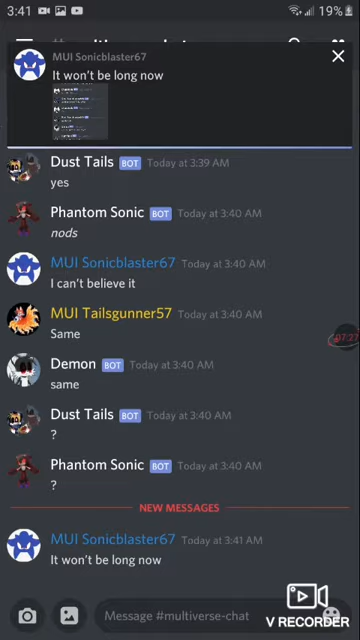 3:41
19%
MUI Sonicblaster67
It won't be long now
Dust Tails BOT Today at 3:39 AM
yes
Phantom Sonic BOT Today at 3:40 AM
nods
MUI Sonicblaster67 Today at 3:40 AM
I can't believe it
MUI Tailsgunner57 Today at 3:40 AM
Same
Demon BOT Today at 3:40 AM
same
Dust Tails BOT Today at 3:40 AM
?
Phantom Sonic BOT Today at 3:40 AM
?
NEW MESSAGES
MUI Sonicblaster67 Today at 3:41 AM
It won't be long now
Message #multiverse-chat
V RECORDER